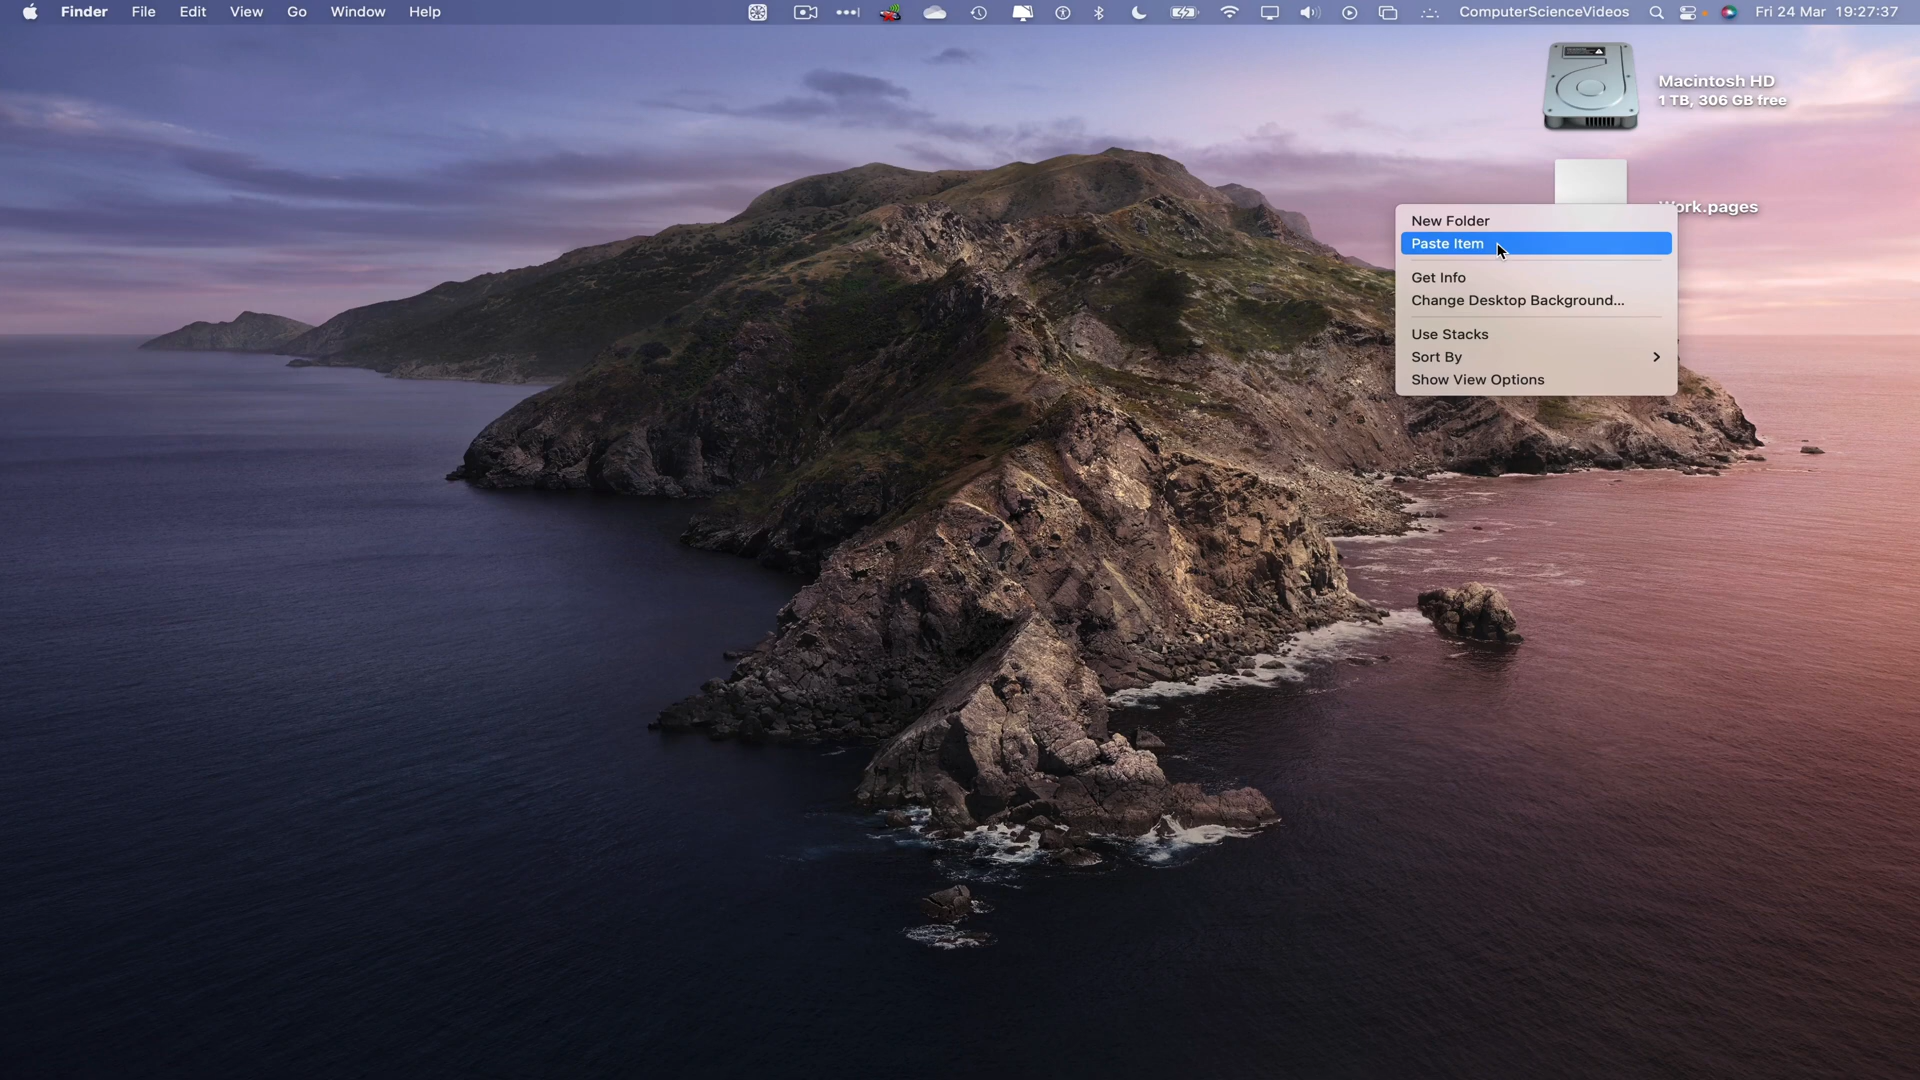 Finder File Edit View Go Window Help ComputerScienceVideos Fri 24 Mar 19:27:37
Macintosh HD
1 TB, 306 GB free
ork.pages
New Folder
Paste Item
Get Info
Change Desktop Background...
Use Stacks
Sort By
Show View Options